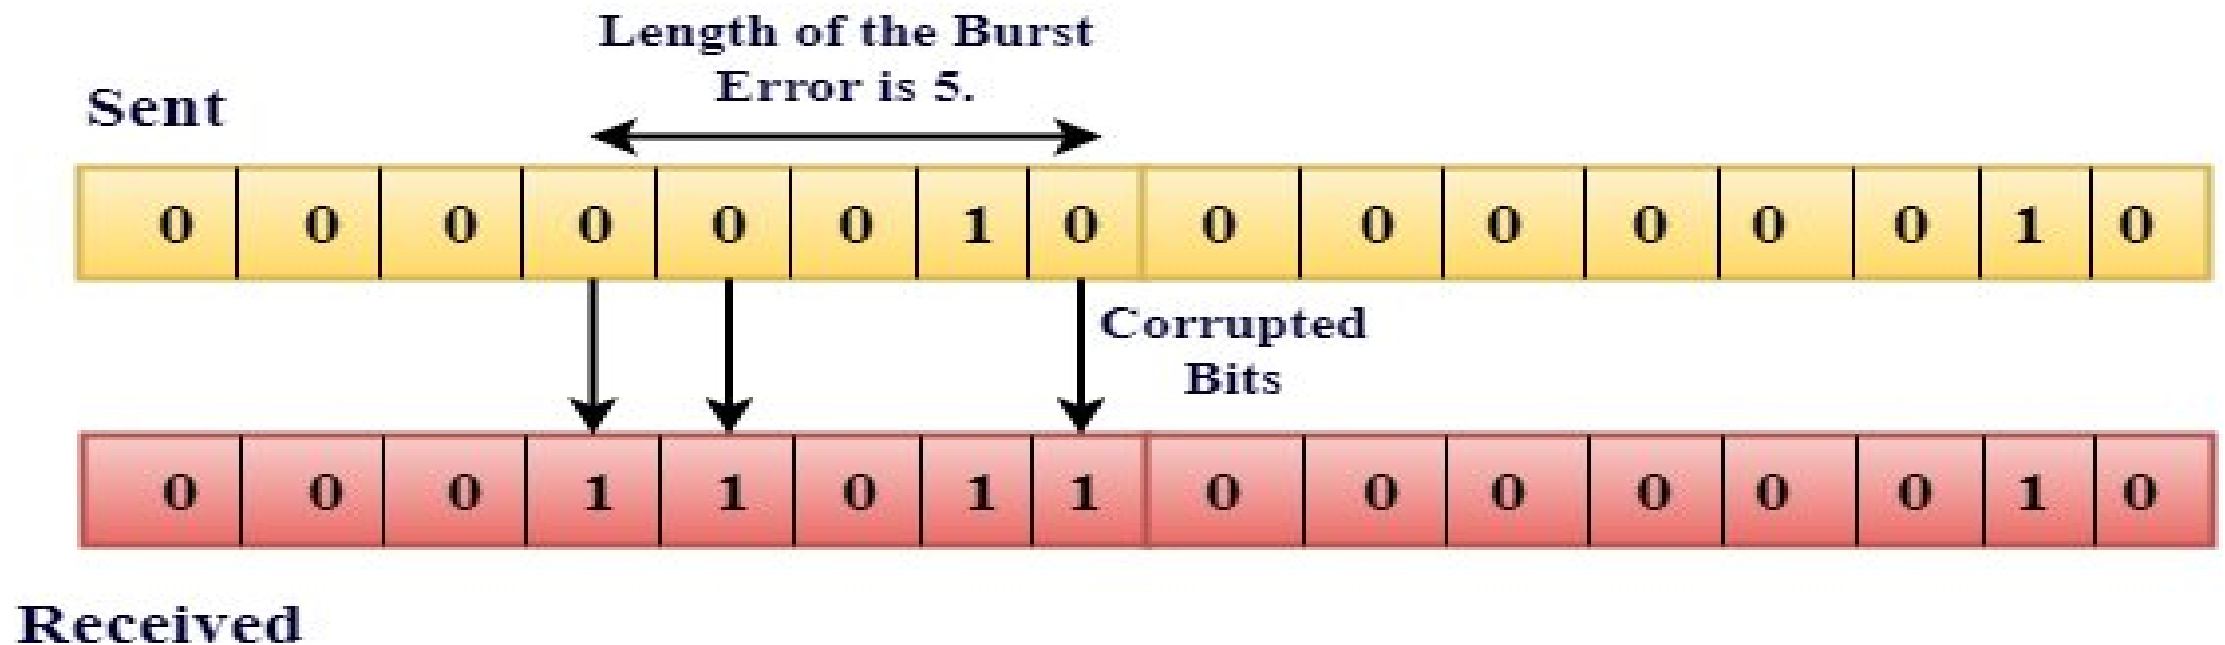 Length of the Burst
Error is 5.
Sent
0 0 0 0 0 0 1 0 0 0 0 0 0 0 1 0
Corrupted
Bits
0 0 0 1 1 0 1 1 0 0 0 0 0 0 1 0
Received